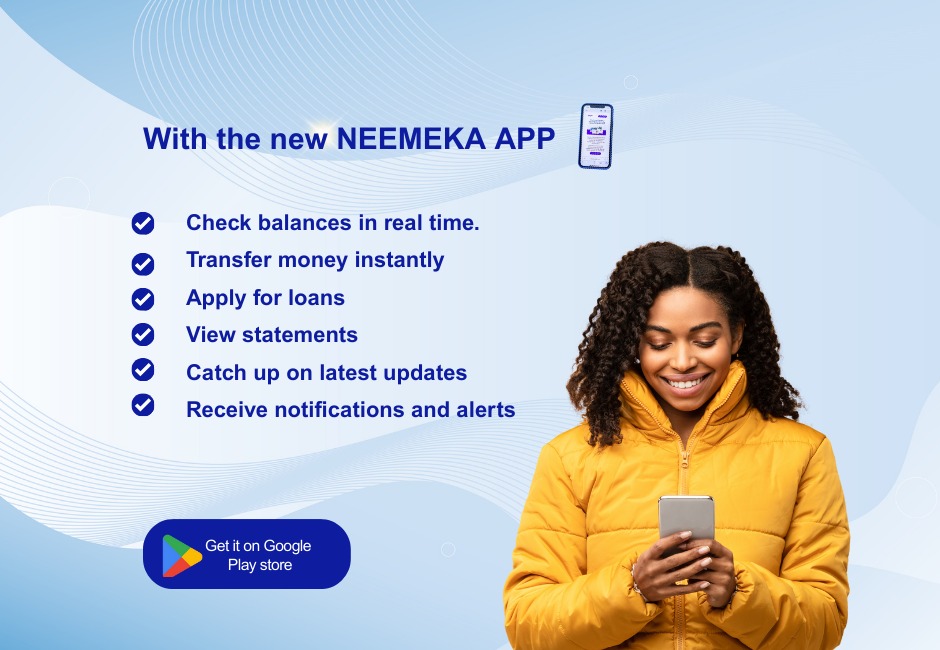 With the new NEEMEKA APP
Check balances in real time.
Transfer money instantly
Apply for loans
View statements
Catch up on latest updates
Receive notifications and alerts
Get it on Google
Play store